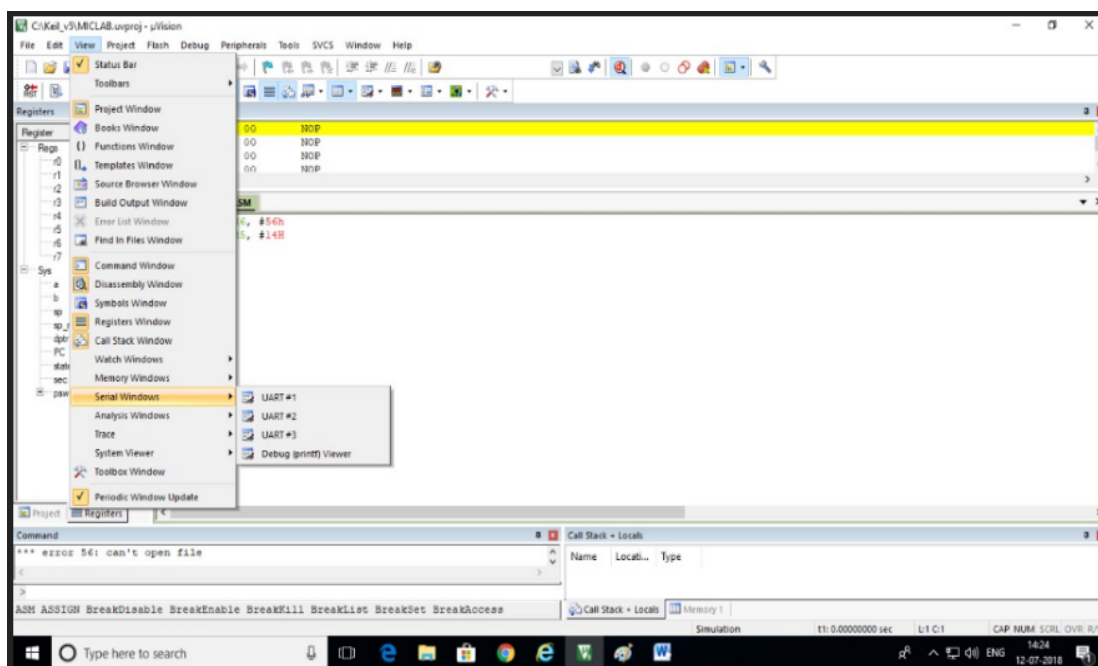 C:\Keil_v5\MICLAB.uvproj - µVision
File Edit View Project Flash Debug Peripherals Tools SVCS Window Help
Status Bar
Toolbars
Project Window
Books Window
Functions Window
Templates Window
Source Browser Window
Build Output Window
Error List Window
Find In Files Window
Command Window
Disassembly Window
Symbols Window
Registers Window
Call Stack Window
Watch Windows
Memory Windows
Serial Windows
Analysis Windows
Trace
System Viewer
Toolbox Window
Periodic Window Update
UART #1
UART #2
UART #3
Debug (printf) Viewer
RST
Registers
Register
Regs
r0
r1
r2
r3
r4
r5
r6
r7
Sys
a
b
sp
dptr
PC
sec
Project Registers
00 NOP
00 NOP
00 NOP
00 NOP
SM
6, #56h
5, #14H
Command
*** error 56: can't open file
>
ASM ASSIGN BreakDisable BreakEnable BreakKill BreakList BreakSet BreakAccess
Call Stack + Locals
Name Locati... Type
Call Stack + Locals Memory 1
Simulation t1: 0.00000000 sec L:1 C:1 CAP NUM SCRL OVR R/
Type here to search
ENG
14:24
12-07-2018